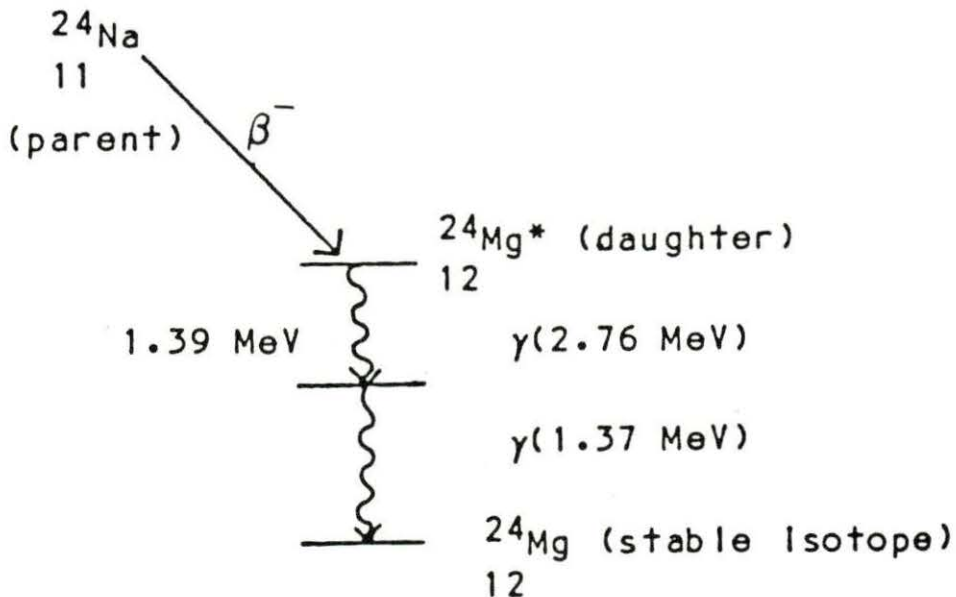 24Na
11
(parent)
β−
24Mg* (daughter)
12
1.39 MeV
γ(2.76 MeV)
γ(1.37 MeV)
24Mg (stable Isotope)
12